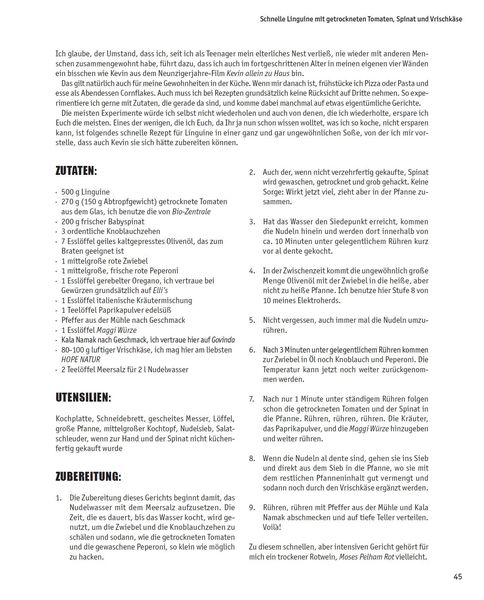 Schnelle Linguine mit getrockneten Tomaten, Spinat und Vrischkäse
Ich glaube, der Umstand, dass ich, seit ich als Teenager mein elterliches Nest verließ, nie wieder mit anderen Men-
schen zusammengewohnt habe, führt dazu, dass ich auch im fortgeschrittenen Alter in meinen eigenen vier Wänden
ein bisschen wie Kevin aus dem Neunzigerjahre-Film Kevin allein zu Haus bin.
Das gilt natürlich auch für meine Gewohnheiten in der Küche. Wenn mir danach ist, frühstücke ich Pizza oder Pasta und
esse als Abendessen Cornflakes. Auch muss ich bei Rezepten grundsätzlich keine Rücksicht auf Dritte nehmen. So expe-
rimentiere ich gerne mit Zutaten, die gerade da sind, und komme dabei manchmal auf etwas eigentümliche Gerichte.
Die meisten Experimente würde ich selbst nicht wiederholen und auch von denen, die ich wiederholte, erspare ich
Euch die meisten. Eines der wenigen, die ich Euch, da Ihr ja nun schon wissen wolltet, was ich so koche, nicht ersparen
kann, ist folgendes schnelle Rezept für Linguine in einer ganz und gar ungewöhnlichen Soße, von der ich mir vor-
stelle, dass auch Kevin sie sich hätte zubereiten können.
ZUTATEN:
· 500 g Linguine
· 270 g (150 g Abtropfgewicht) getrocknete Tomaten
aus dem Glas, ich benutze die von Bio-Zentrale
· 200 g frischer Babyspinat
· 3 ordentliche Knoblauchzehen
· 7 Esslöffel geiles kaltgepresstes Olivenöl, das zum
Braten geeignet ist
· 1 mittelgroße rote Zwiebel
· 1 mittelgroße, frische rote Peperoni
· 1 Esslöffel gerebelter Oregano, ich vertraue bei
Gewürzen grundsätzlich auf Elli's
· 1 Esslöffel italienische Kräutermischung
· 1 Teelöffel Paprikapulver edelsüß
· Pfeffer aus der Mühle nach Geschmack
· 1 Esslöffel Maggi Würze
· Kala Namak nach Geschmack, ich vertraue hier auf Govinda
· 80-100 g luftiger Vrischkäse, ich mag hier am liebsten
HOPE NATUR
· 2 Teelöffel Meersalz für 2 l Nudelwasser
UTENSILIEN:
Kochplatte, Schneidebrett, gescheites Messer, Löffel,
große Pfanne, mittelgroßer Kochtopf, Nudelsieb, Salat-
schleuder, wenn zur Hand und der Spinat nicht küchen-
fertig gekauft wurde
ZUBEREITUNG:
1. Die Zubereitung dieses Gerichts beginnt damit, das
Nudelwasser mit dem Meersalz aufzusetzen. Die
Zeit, die es dauert, bis das Wasser kocht, wird ge-
nutzt, um die Zwiebel und die Knoblauchzehen zu
schälen und sodann, wie die getrockneten Tomaten
und die gewaschene Peperoni, so klein wie möglich
zu hacken.
2. Auch der, wenn nicht verzehrfertig gekaufte, Spinat
wird gewaschen, getrocknet und grob gehackt. Keine
Sorge: Wirkt jetzt viel, zieht aber in der Pfanne zu-
sammen.
3. Hat das Wasser den Siedepunkt erreicht, kommen
die Nudeln hinein und werden dort innerhalb von
ca. 10 Minuten unter gelegentlichem Rühren kurz
vor al dente gekocht.
4. In der Zwischenzeit kommt die ungewöhnlich große
Menge Olivenöl mit der Zwiebel in die heiße, aber
nicht zu heiße Pfanne. Ich benutze hier Stufe 8 von
10 meines Elektroherds.
5. Nicht vergessen, auch immer mal die Nudeln umzu-
rühren.
6. Nach 3 Minuten unter gelegentlichem Rühren kommen
zur Zwiebel in Öl noch Knoblauch und Peperoni. Die
Temperatur kann jetzt noch weiter zurückgenom-
men werden.
7. Nach nur 1 Minute unter ständigem Rühren folgen
schon die getrockneten Tomaten und der Spinat in
die Pfanne. Rühren, rühren, rühren. Die Kräuter,
das Paprikapulver, und die Maggi Würze hinzugeben
und weiter rühren.
8. Wenn die Nudeln al dente sind, gehen sie ins Sieb
und direkt aus dem Sieb in die Pfanne, wo sie mit
dem restlichen Pfanneninhalt gut vermengt und
sodann noch durch den Vrischkäse ergänzt werden.
9. Rühren, rühren mit Pfeffer aus der Mühle und Kala
Namak abschmecken und auf tiefe Teller verteilen.
Voilà!
Zu diesem schnellen, aber intensiven Gericht gehört für
mich ein trockener Rotwein, Moses Pelham Rot vielleicht.
45